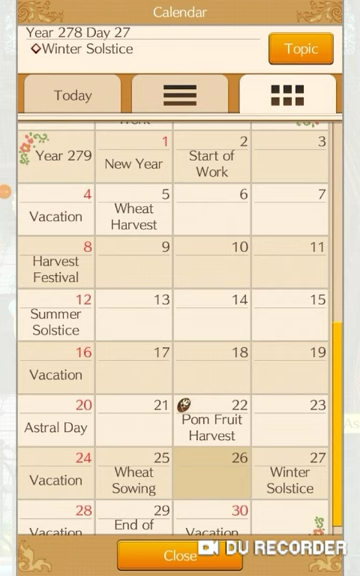 Calendar
Year 278 Day 27
◇Winter Solstice
Topic
Today
Work
Year 279
1
New Year
2
Start of
Work
3
4
Vacation
5
Wheat
Harvest
6
7
8
Harvest
Festival
9
10
11
12
Summer
Solstice
13
14
15
16
Vacation
17
18
19
20
Astral Day
21
22
Pom Fruit
Harvest
23
24
Vacation
25
Wheat
Sowing
26
27
Winter
Solstice
28
Vacation
29
End of
30
Vacation
Close
DU RECORDER